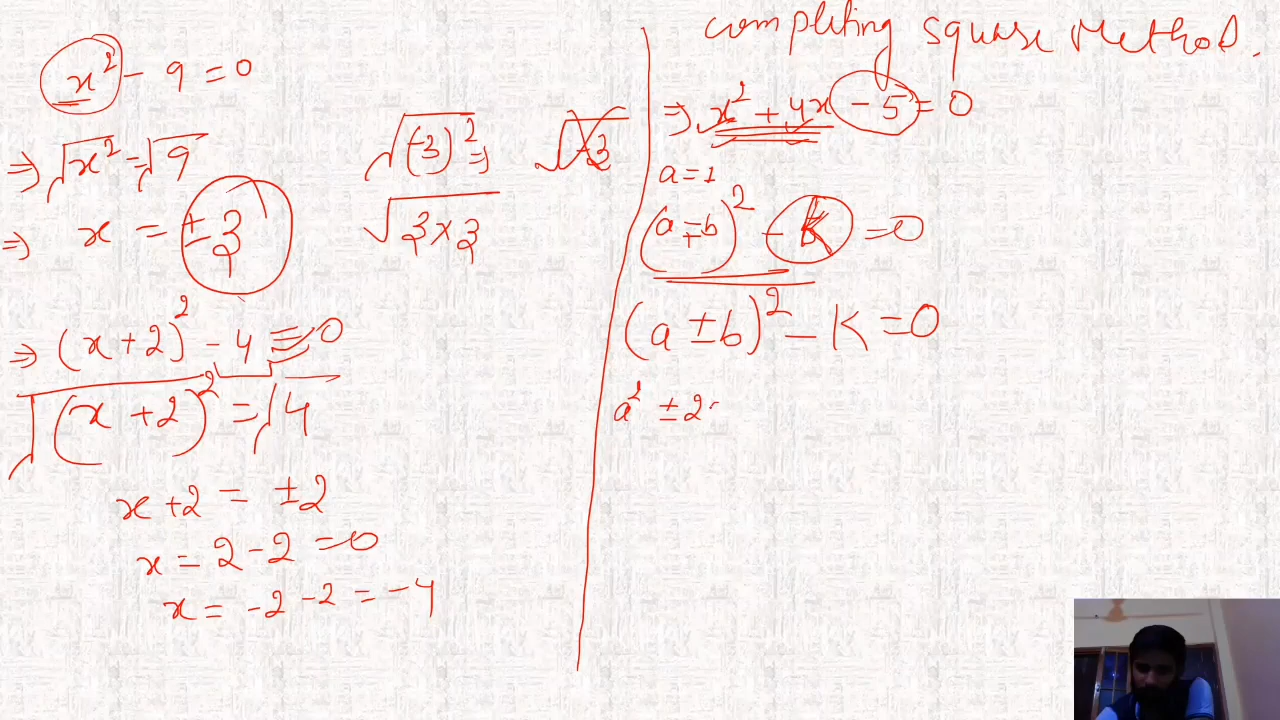 x² - 9 = 0
⇒ √x² = √9
⇒ x = ±3
√(-3)² ⇒
√3×3
√-3
⇒ (x+2)² - 4 = 0
√(x+2)² = √4
x+2 = ±2
x = 2 - 2 = 0
x = -2 - 2 = -4
completing square Method.
⇒ x² + 4x - 5 = 0
a = 1
(a ± b)² - k = 0
(a ± b)² - K = 0
a² ± 2